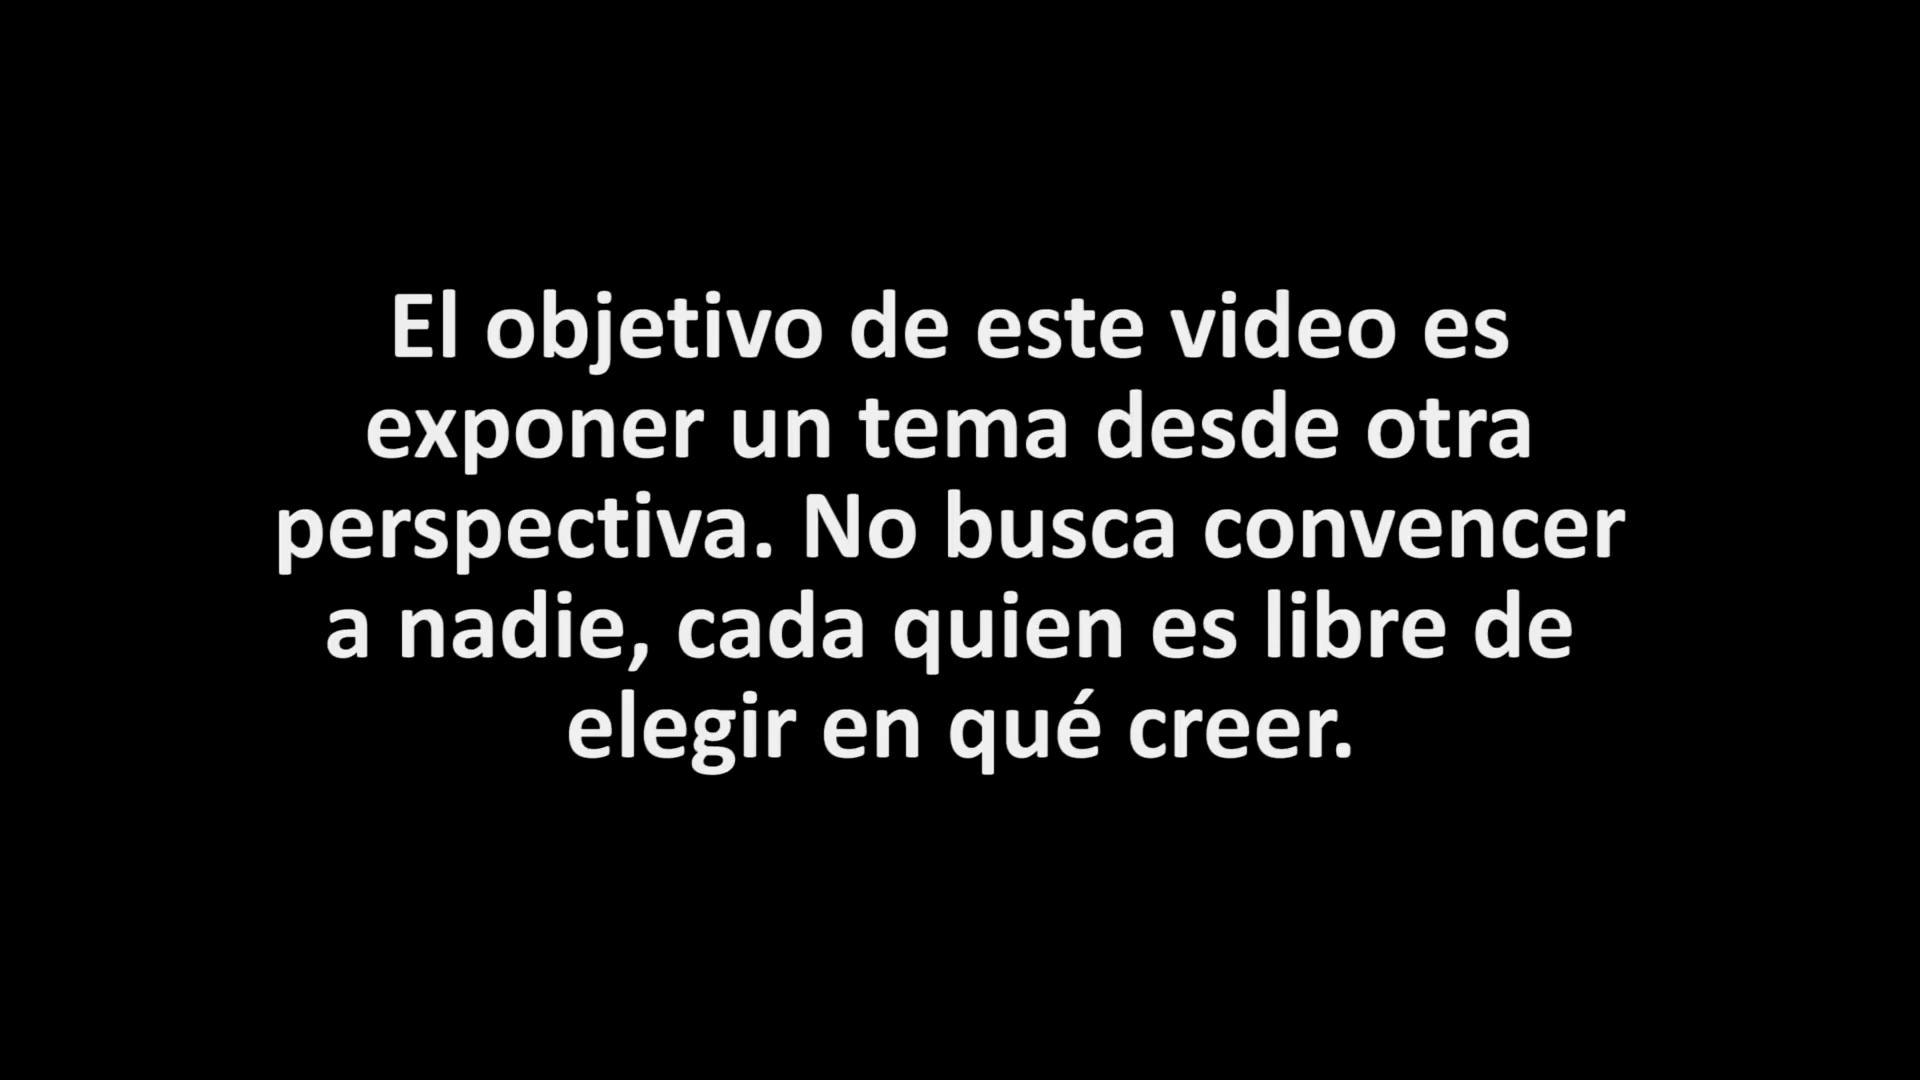 El objetivo de este video es
exponer un tema desde otra
perspectiva. No busca convencer
a nadie, cada quien es libre de
elegir en qué creer.